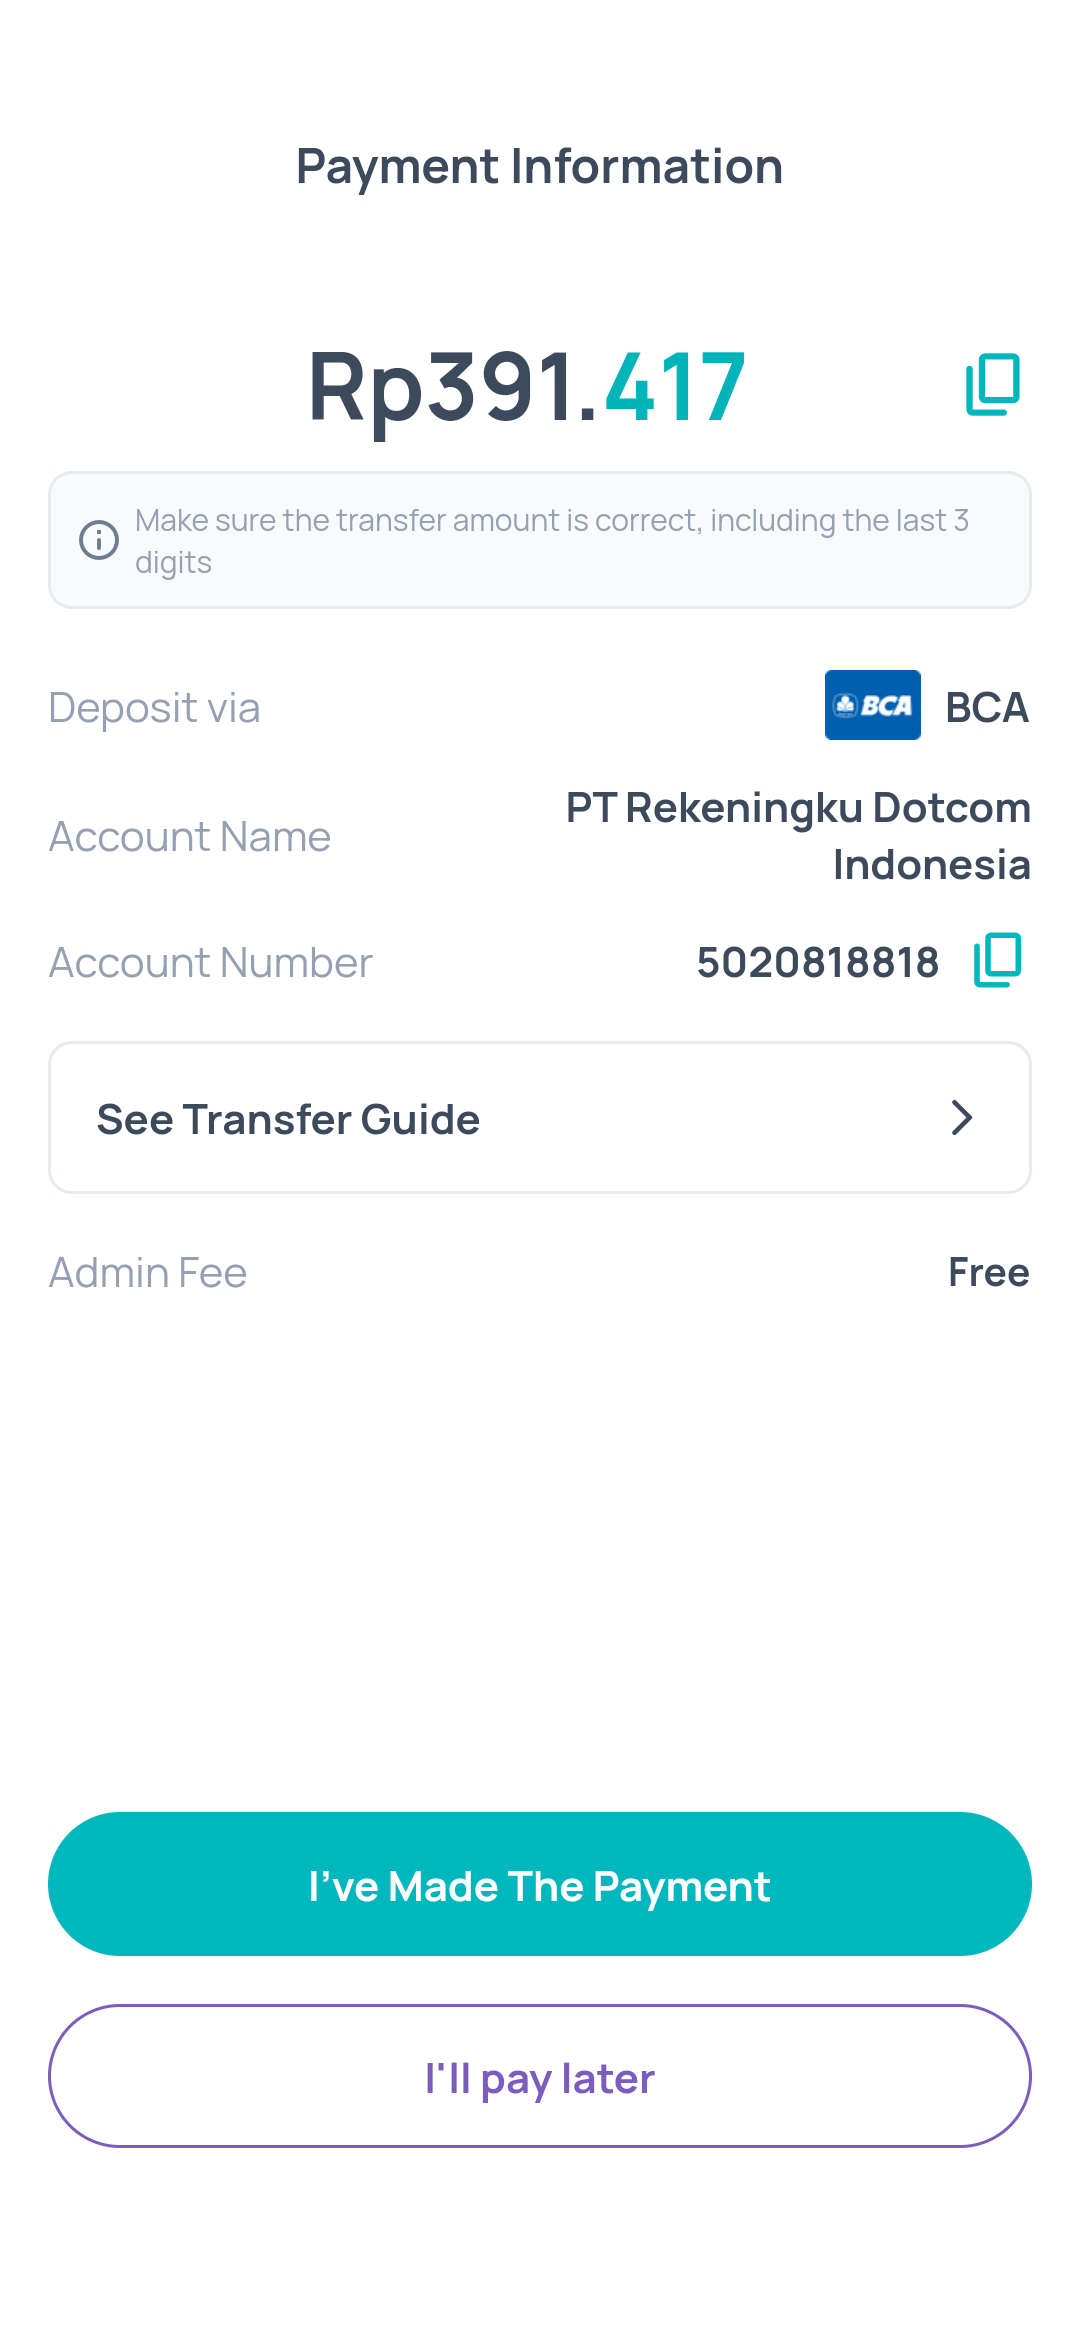 Payment Information
Rp391.417
Make sure the transfer amount is correct, including the last 3
digits
Deposit via
BCA BCA
Account Name
PT Rekeningku Dotcom
Indonesia
Account Number
5020818818
See Transfer Guide
Admin Fee
Free
I've Made The Payment
I'll pay later